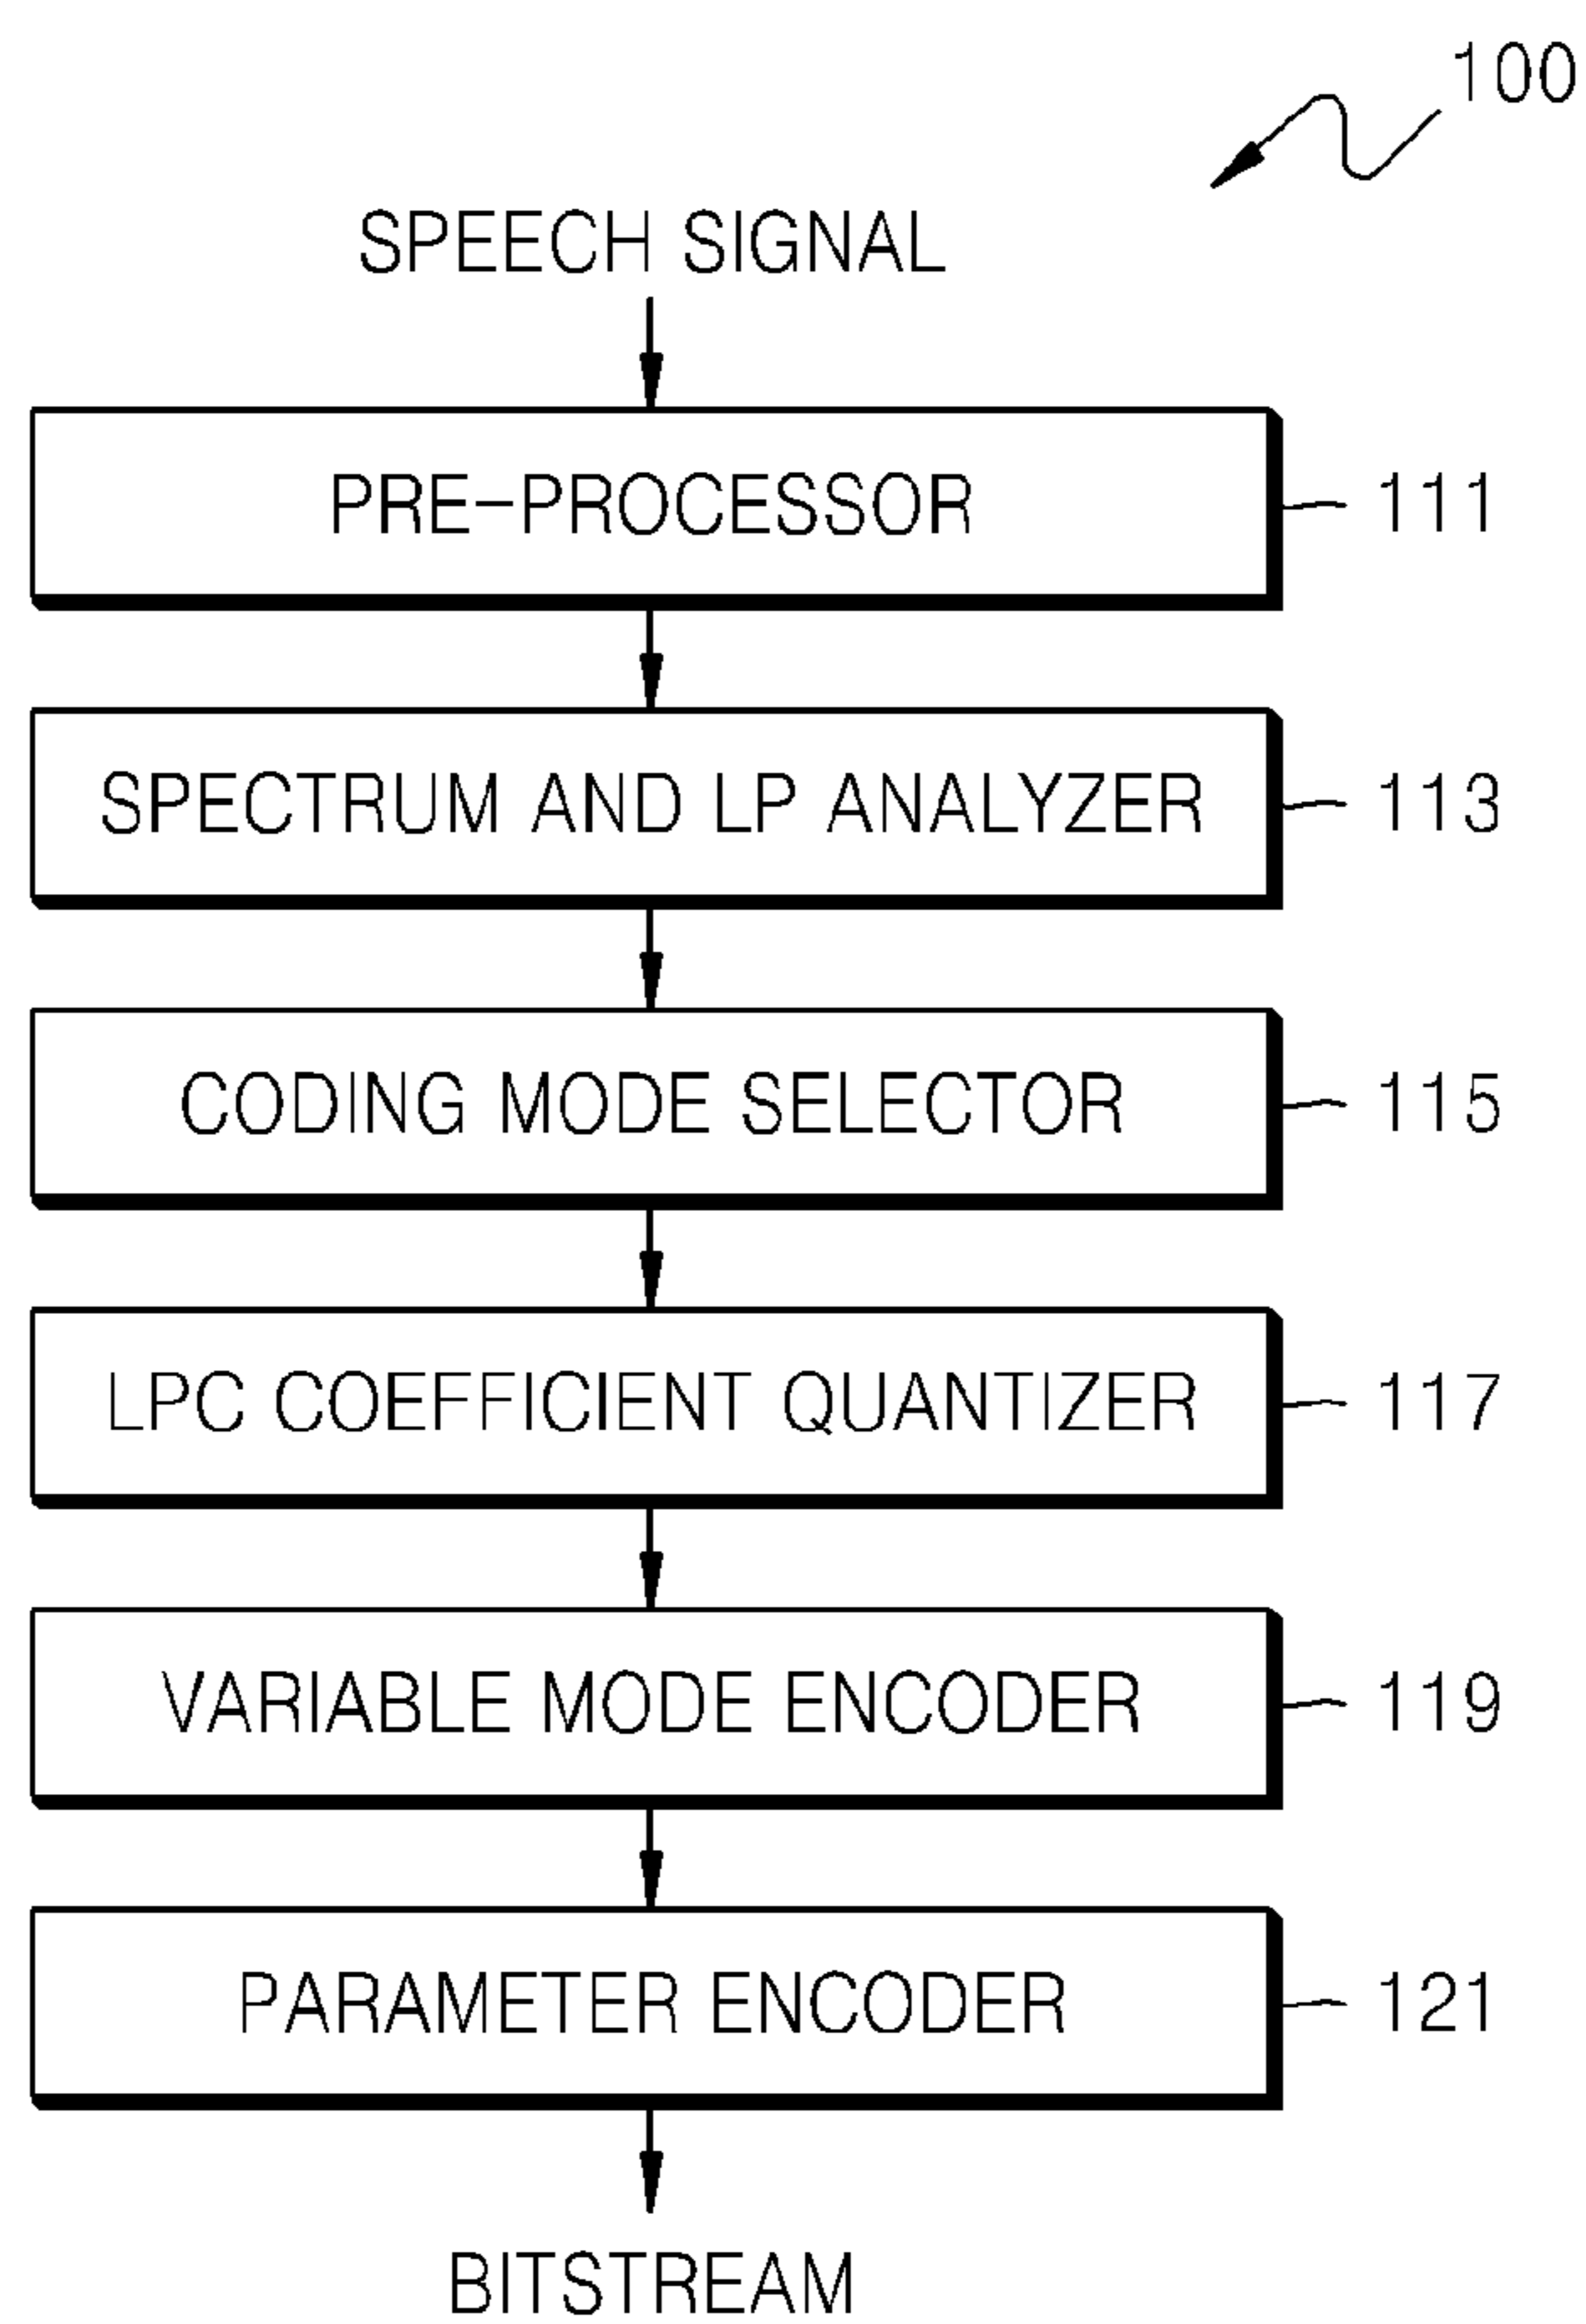 100
SPEECH SIGNAL
PRE-PROCESSOR 111
SPECTRUM AND LP ANALYZER 113
CODING MODE SELECTOR 115
LPC COEFFICIENT QUANTIZER 117
VARIABLE MODE ENCODER 119
PARAMETER ENCODER 121
BITSTREAM